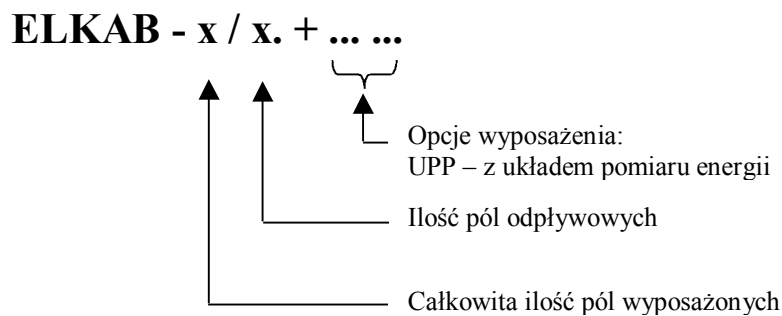 ELKAB - x / x. + ... ...
Opcje wyposażenia:
UPP – z układem pomiaru energii
Ilość pól odpływowych
Całkowita ilość pól wyposażonych